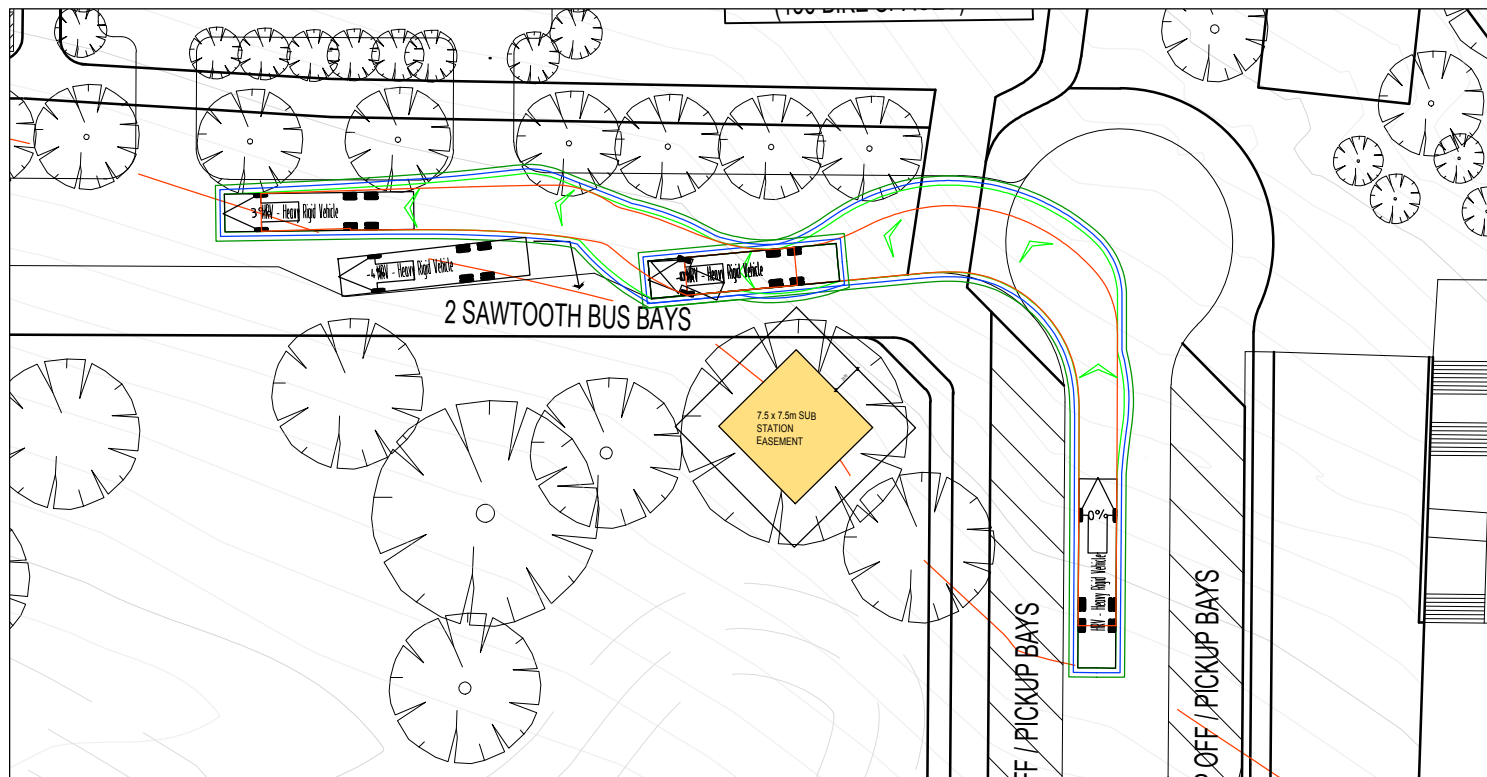 HRV - Heavy Rigid Vehicle
HRV - Heavy Rigid Vehicle
HRV - Heavy Rigid Vehicle
2 SAWTOOTH BUS BAYS
7.5 x 7.5m SUB
STATION
EASEMENT
0%
HRV - Heavy Rigid Vehicle
/ PICKUP BAYS
OFF / PICKUP BAYS